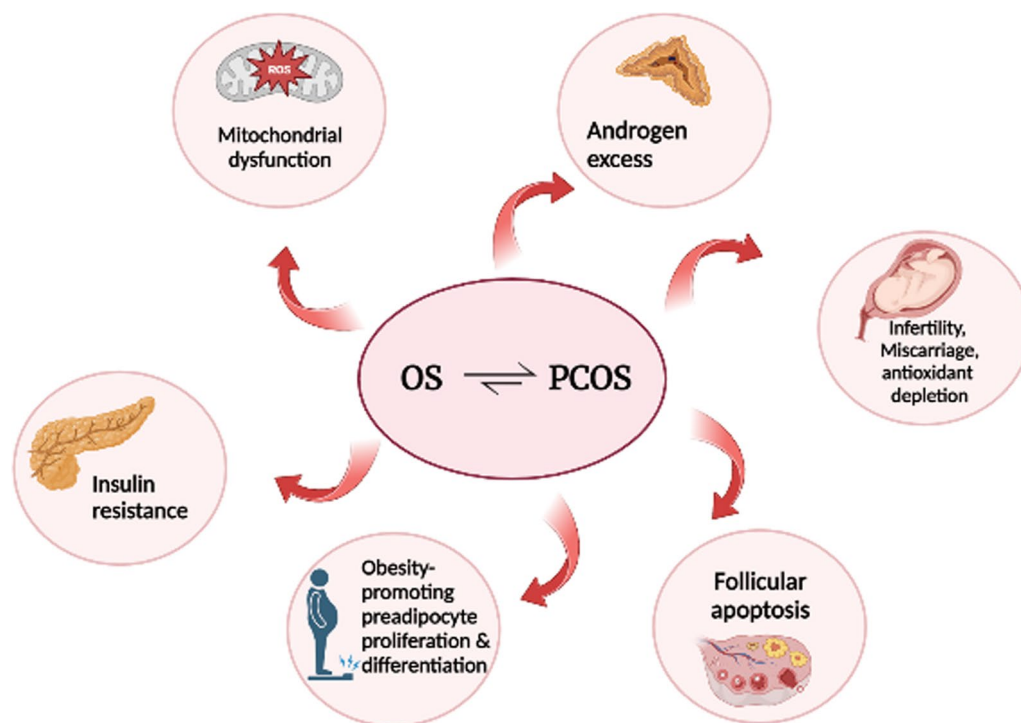 ROS
Mitochondrial
dysfunction
Androgen
excess
Infertility,
Miscarriage,
antioxidant
depletion
OS
PCOS
Insulin
resistance
Obesity-
promoting
preadipocyte
proliferation &
differentiation
Follicular
apoptosis